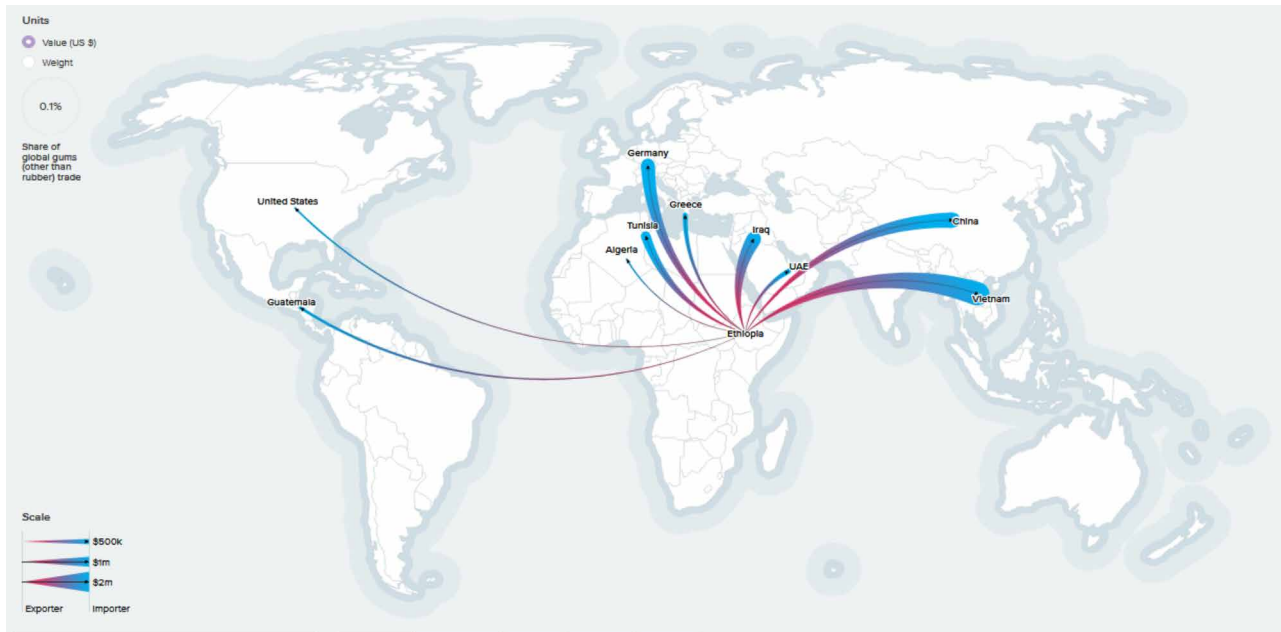 Units
Value (US $)
Weight
0.1%
Share of
global gums
(other than
rubber) trade
Germany
United States
Greece
Tunisia
China
Iraq
Algeria
UAE
Guatemala
Vietnam
Ethiopia
Scale
$500k
$1m
$2m
Exporter
Importer